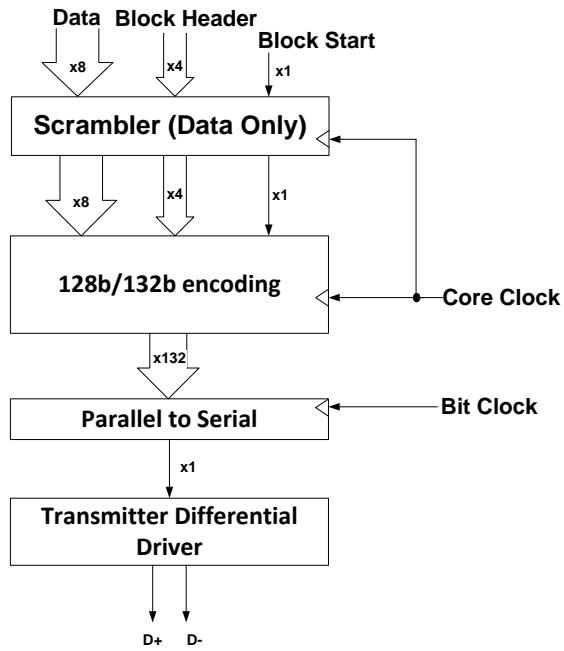 Data Block Header
Block Start
x8 x4 x1
Scrambler (Data Only)
x8 x4 x1
128b/132b encoding
Core Clock
x132
Parallel to Serial
Bit Clock
x1
Transmitter Differential
Driver
D+ D-